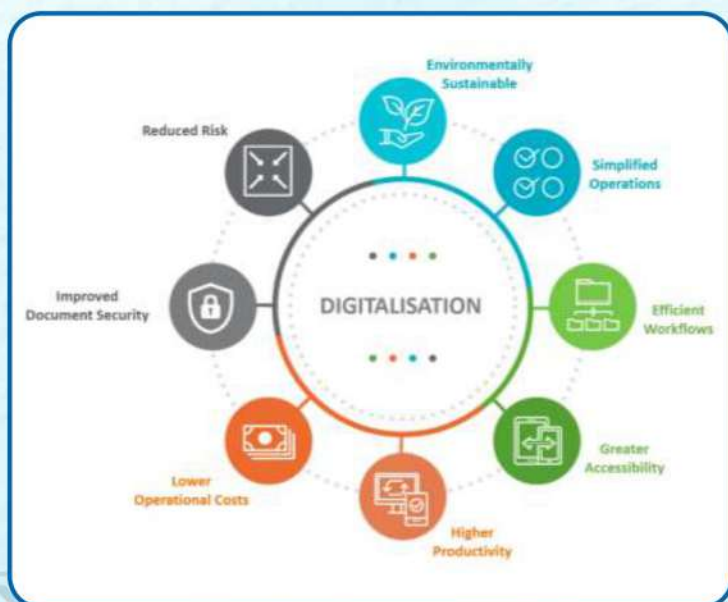 Environmentally
Sustainable
Simplified
Operations
Efficient
Workflows
Greater
Accessibility
Higher
Productivity
Lower
Operational Costs
Improved
Document Security
Reduced Risk
DIGITALISATION